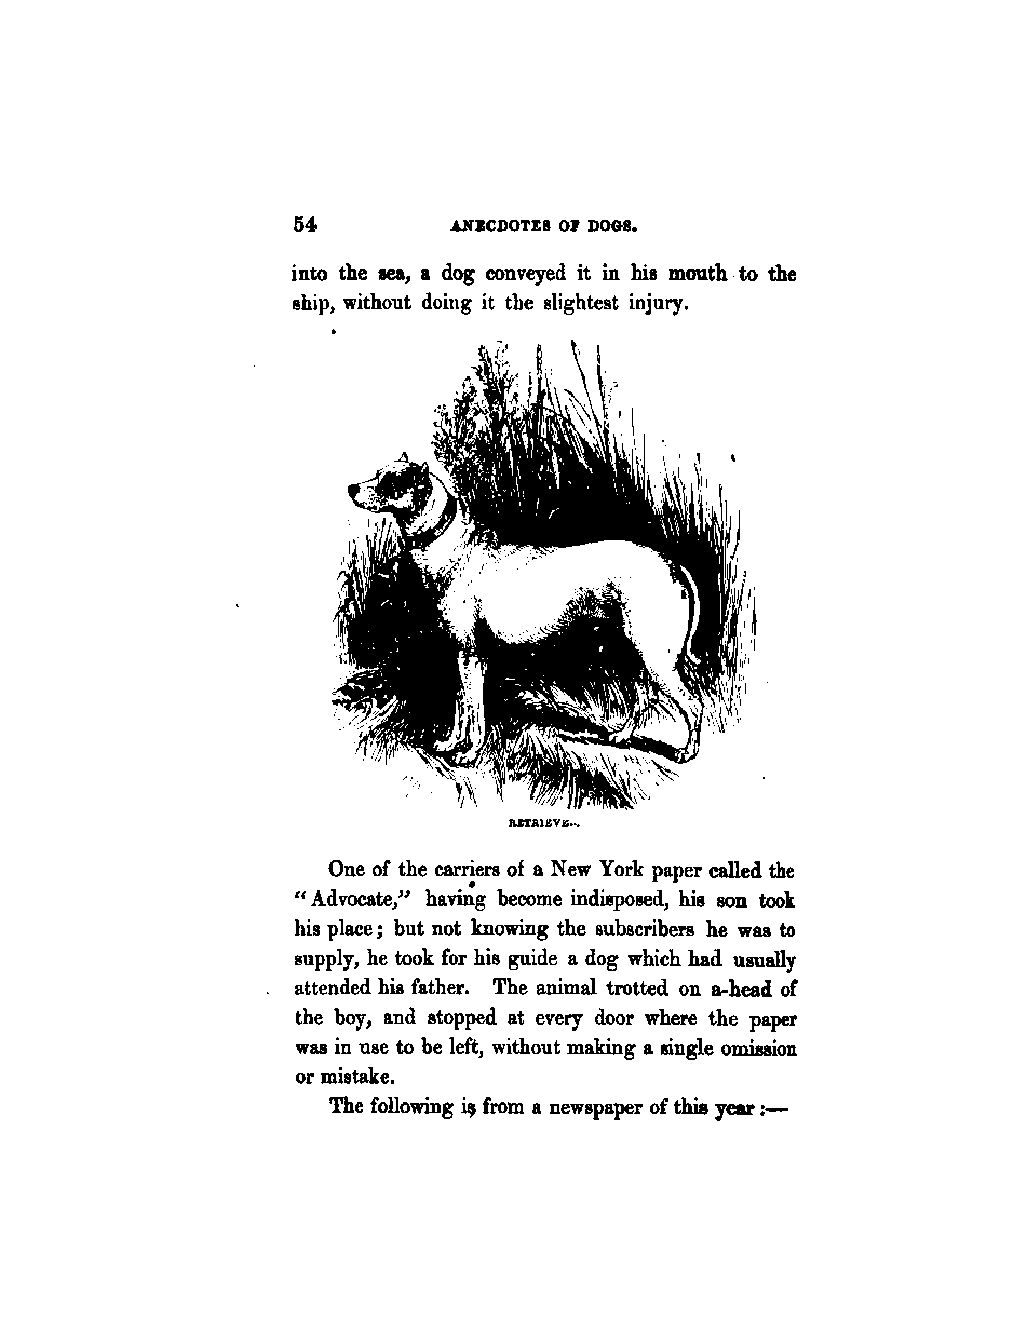 54 ANECDOTES OF DOGS.
into the sea, a dog conveyed it in his mouth to the
ship, without doing it the slightest injury.
One of the carriers of a New York paper called the
“Advocate,” having become indisposed, his son took
his place; but not knowing the subscribers he was to
supply, he took for his guide a dog which had usually
attended his father. The animal trotted on a-head of
the boy, and stopped at every door where the paper
was in use to be left, without making a single omission
or mistake.
The following is from a newspaper of this year:—